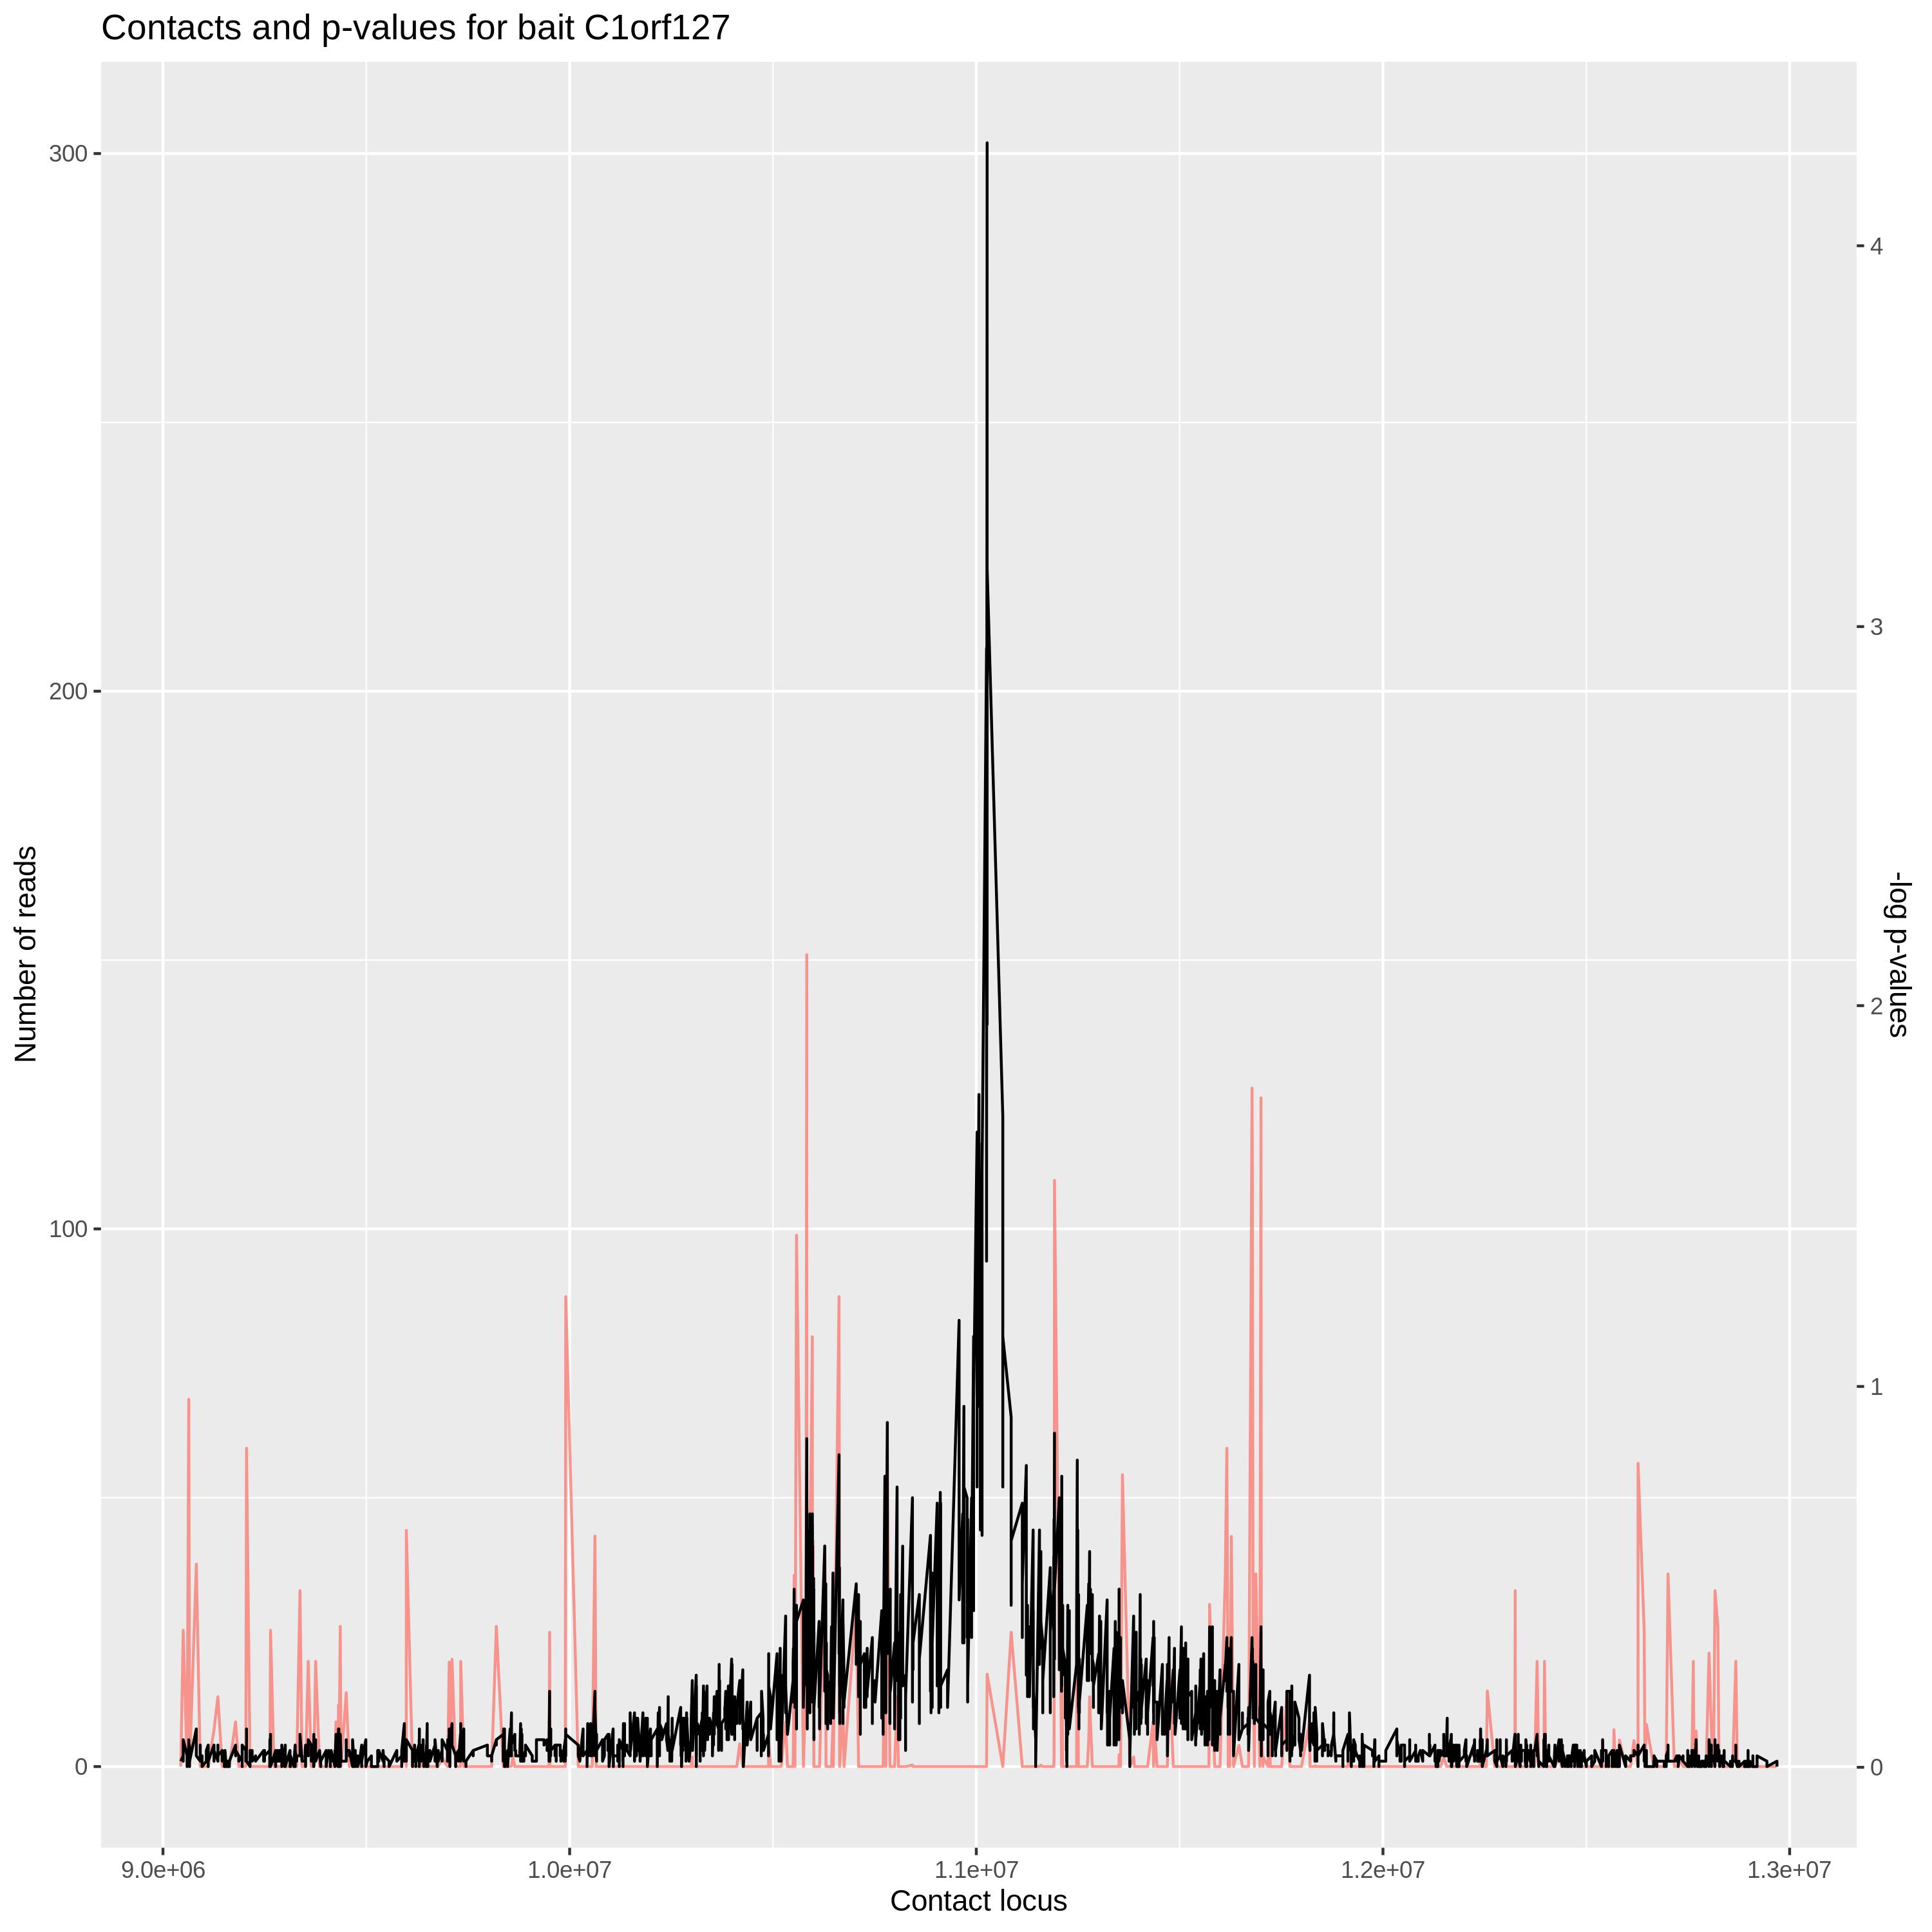 Contacts and p-values for bait C1orf127
300
200
100
0
Number of reads
4
3
2
1
0
-log p-values
9.0e+06
1.0e+07
1.1e+07
1.2e+07
1.3e+07
Contact locus